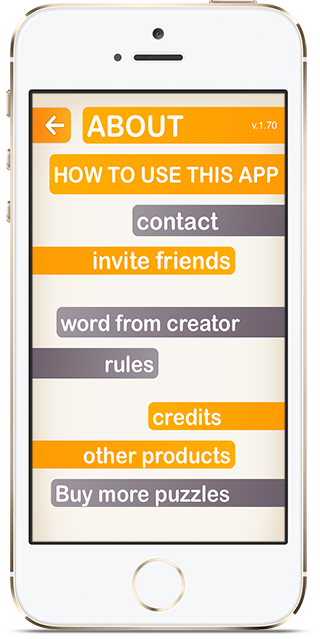 ABOUT v.1.70
HOW TO USE THIS APP
contact
invite friends
word from creator
rules
credits
other products
Buy more puzzles